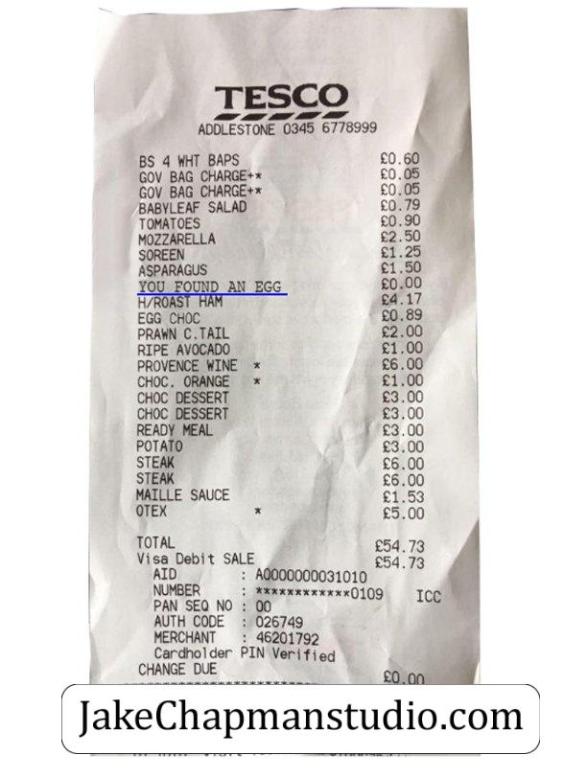 TESCO
ADDLESTONE 0345 6778999
BS 4 WHT BAPS £0.60
GOV BAG CHARGE+* £0.05
GOV BAG CHARGE+* £0.05
BABYLEAF SALAD £0.79
TOMATOES £0.90
MOZZARELLA £2.50
SOREEN £1.25
ASPARAGUS £1.50
YOU FOUND AN EGG £0.00
H/ROAST HAM £4.17
EGG CHOC £0.89
PRAWN C.TAIL £2.00
RIPE AVOCADO £1.00
PROVENCE WINE * £6.00
CHOC. ORANGE * £1.00
CHOC DESSERT £3.00
CHOC DESSERT £3.00
READY MEAL £3.00
POTATO £3.00
STEAK £6.00
STEAK £6.00
MAILLE SAUCE £1.53
OTEX * £5.00
TOTAL £54.73
Visa Debit SALE £54.73
AID : A0000000031010
NUMBER : ************0109 ICC
PAN SEQ NO : 00
AUTH CODE : 026749
MERCHANT : 46201792
Cardholder PIN Verified
CHANGE DUE £0.00
JakeChapmanstudio.com